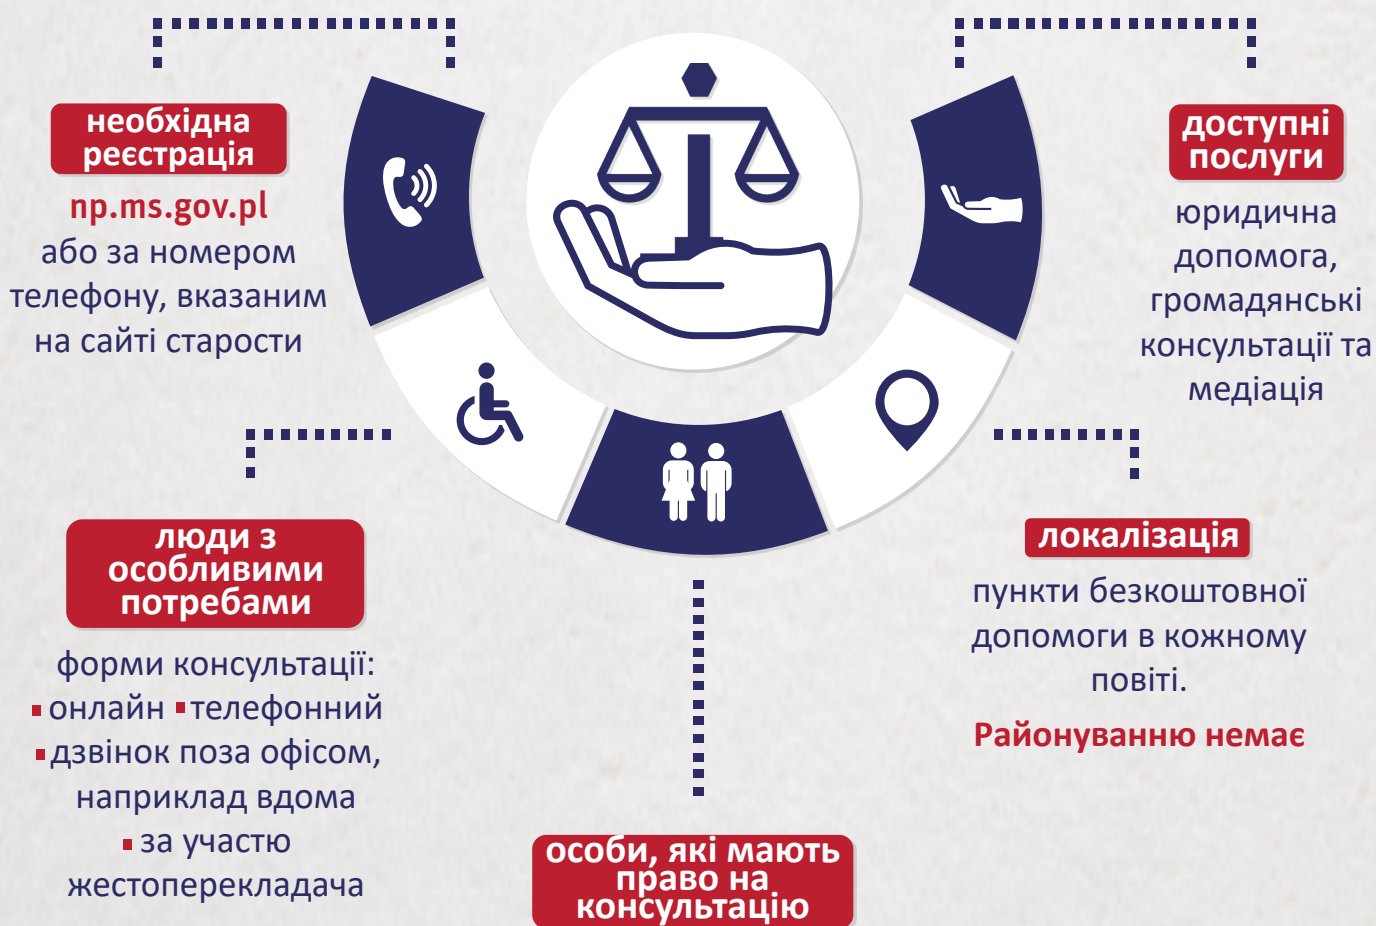 необхідна
реєстрація
np.ms.gov.pl
або за номером
телефону, вказаним
на сайті старости
доступні
послуги
юридична
допомога,
громадянські
консультації та
медіація
люди з
особливими
потребами
форми консультації:
▪ онлайн ▪ телефонний
▪ дзвінок поза офісом,
наприклад вдома
▪ за участю
жестоперекладача
локалізація
пункти безкоштовної
допомоги в кожному
повіті.
Районуванню немає
особи, які мають
право на
консультацію